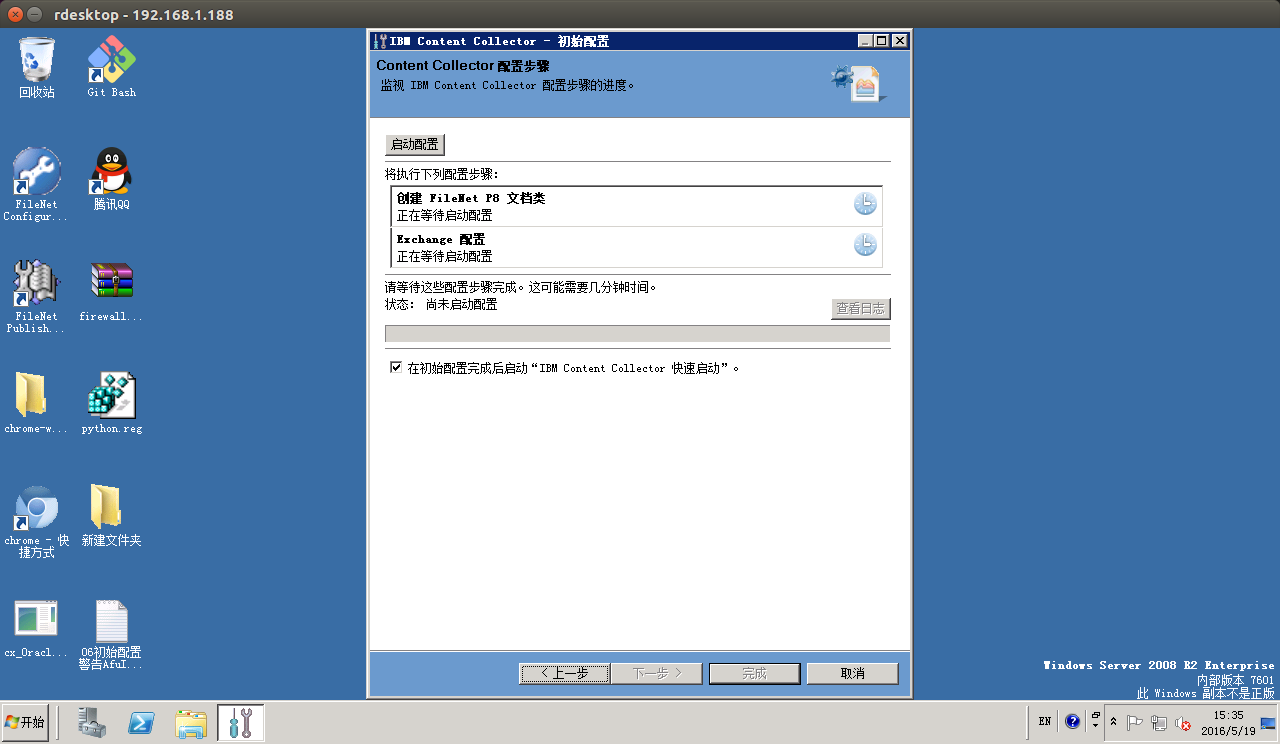 rdesktop - 192.168.1.188
回收站
Git Bash
FileNet
Configur...
腾讯QQ
FileNet
Publish...
firewall...
chrome-w...
python.reg
chrome - 快
捷方式
新建文件夹
cx_Oracl...
06初始配置
警告AfuI...
IBM Content Collector - 初始配置
Content Collector 配置步骤
监视 IBM Content Collector 配置步骤的进度。
启动配置
将执行下列配置步骤：
创建 FileNet P8 文档类
正在等待启动配置
Exchange 配置
正在等待启动配置
请等待这些配置步骤完成。这可能需要几分钟时间。
状态： 尚未启动配置
查看日志
在初始配置完成后启动“IBM Content Collector 快速启动”。
< 上一步
下一步 >
完成
取消
Windows Server 2008 R2 Enterprise
内部版本 7601
此 Windows 副本不是正版
开始
EN
15:35
2016/5/19